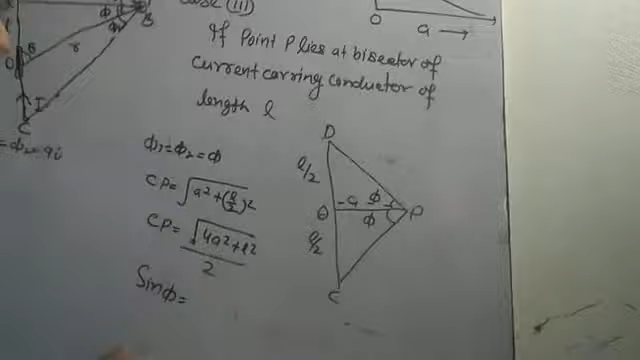 Case (iii)
O
a →
If Point P lies at bisector of
current carring conductor of
length l
φ
φ
B
θ
r
O
I
C
φ₁=φ₂=φ
CP=√a²+(l/2)²
CP=√4a²+l²/2
Sinφ=
D
l/2
O
a
φ
φ
P
l/2
C